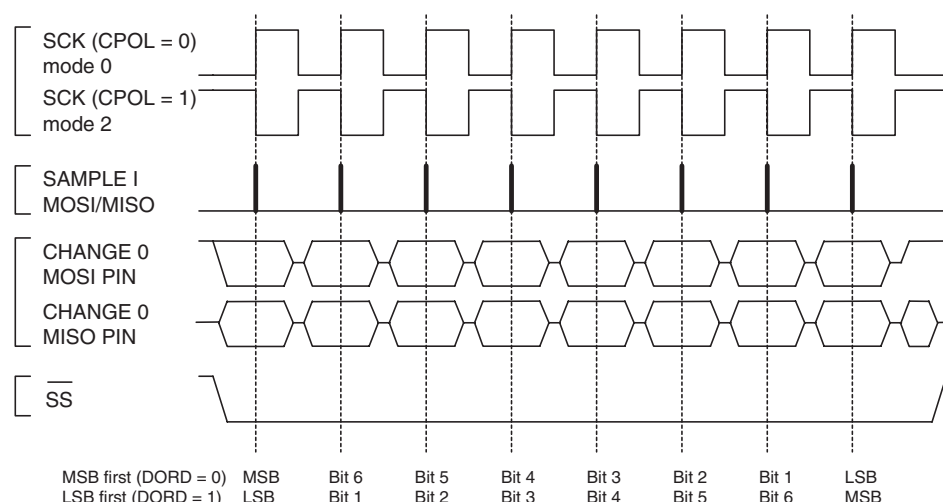 SCK (CPOL = 0)
mode 0
SCK (CPOL = 1)
mode 2
SAMPLE I
MOSI/MISO
CHANGE 0
MOSI PIN
CHANGE 0
MISO PIN
SS
MSB first (DORD = 0) MSB Bit 6 Bit 5 Bit 4 Bit 3 Bit 2 Bit 1 LSB
LSB first (DORD = 1) LSB Bit 1 Bit 2 Bit 3 Bit 4 Bit 5 Bit 6 MSB